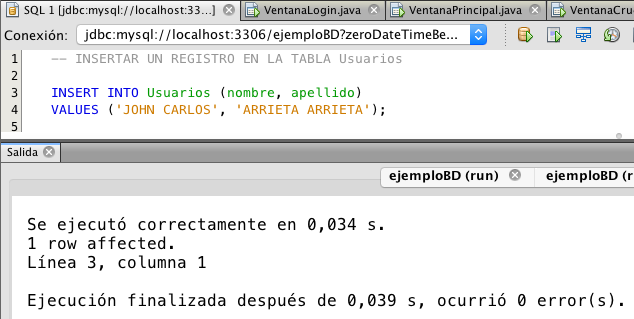 SQL 1 [jdbc:mysql://localhost:33...] VentanaLogin.java VentanaPrincipal.java VentanaCru
Conexión: jdbc:mysql://localhost:3306/ejemploBD?zeroDateTimeBe...
1 -- INSERTAR UN REGISTRO EN LA TABLA Usuarios
2
3 INSERT INTO Usuarios (nombre, apellido)
4 VALUES ('JOHN CARLOS', 'ARRIETA ARRIETA');
5
Salida
ejemploBD (run) ejemploBD (r
Se ejecutó correctamente en 0,034 s.
1 row affected.
Línea 3, columna 1
Ejecución finalizada después de 0,039 s, ocurrió 0 error(s).